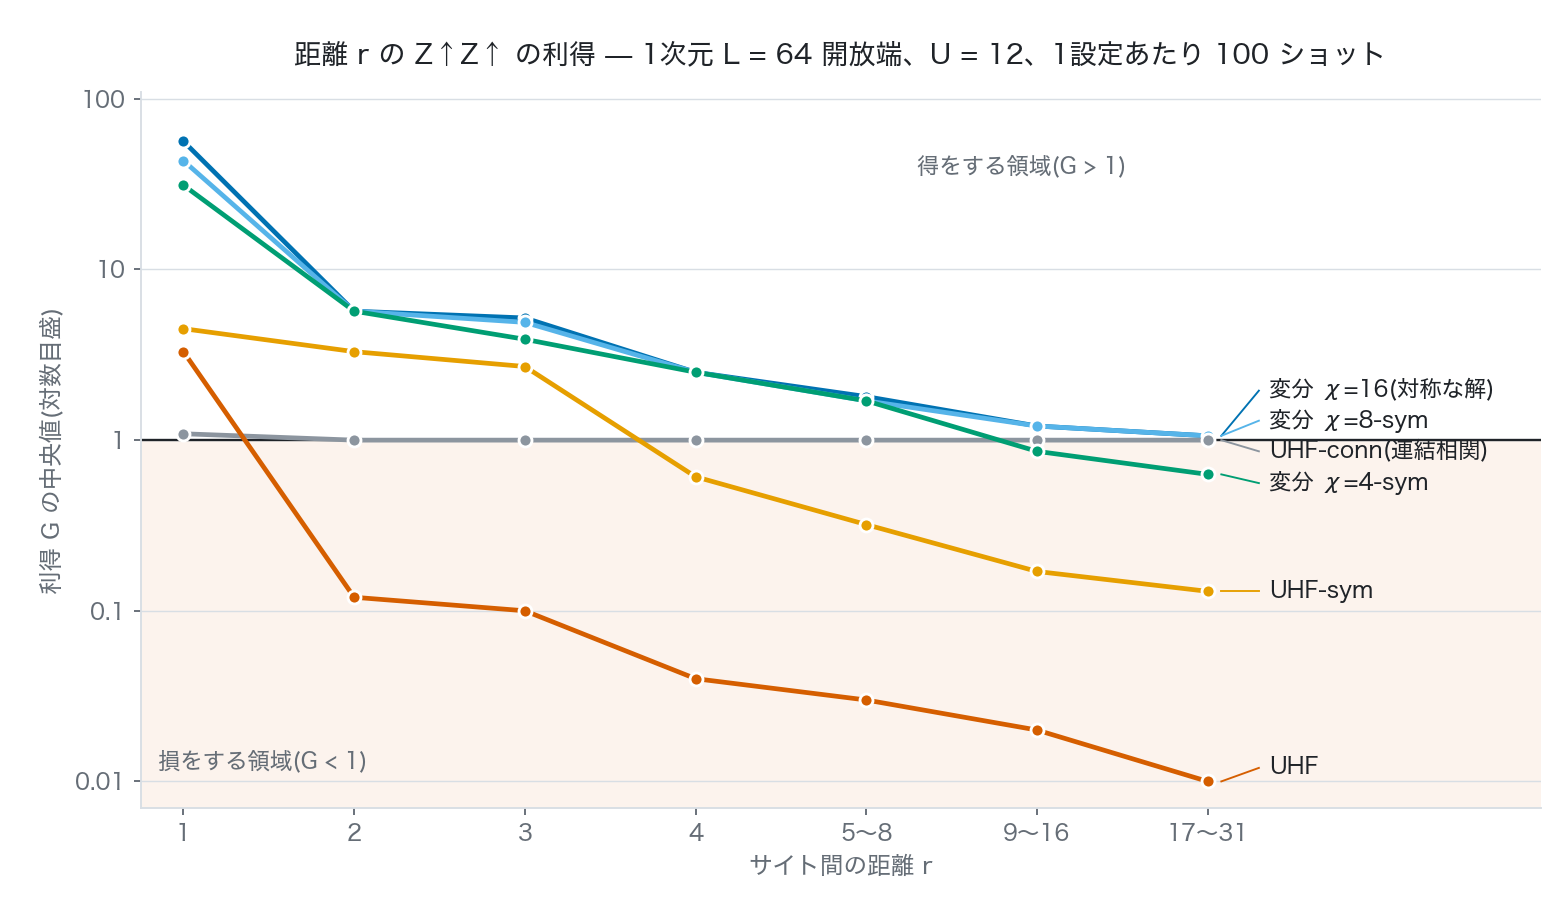 距離 r の Z↑Z↑ の利得 — 1次元 L = 64 開放端、U = 12、1設定あたり 100 ショット
利得 G の中央値(対数目盛)
100
10
1
0.1
0.01
得をする領域(G > 1)
損をする領域(G < 1)
変分 χ=16(対称な解)
変分 χ=8-sym
UHF-conn(連結相関)
変分 χ=4-sym
UHF-sym
UHF
1 2 3 4 5〜8 9〜16 17〜31
サイト間の距離 r